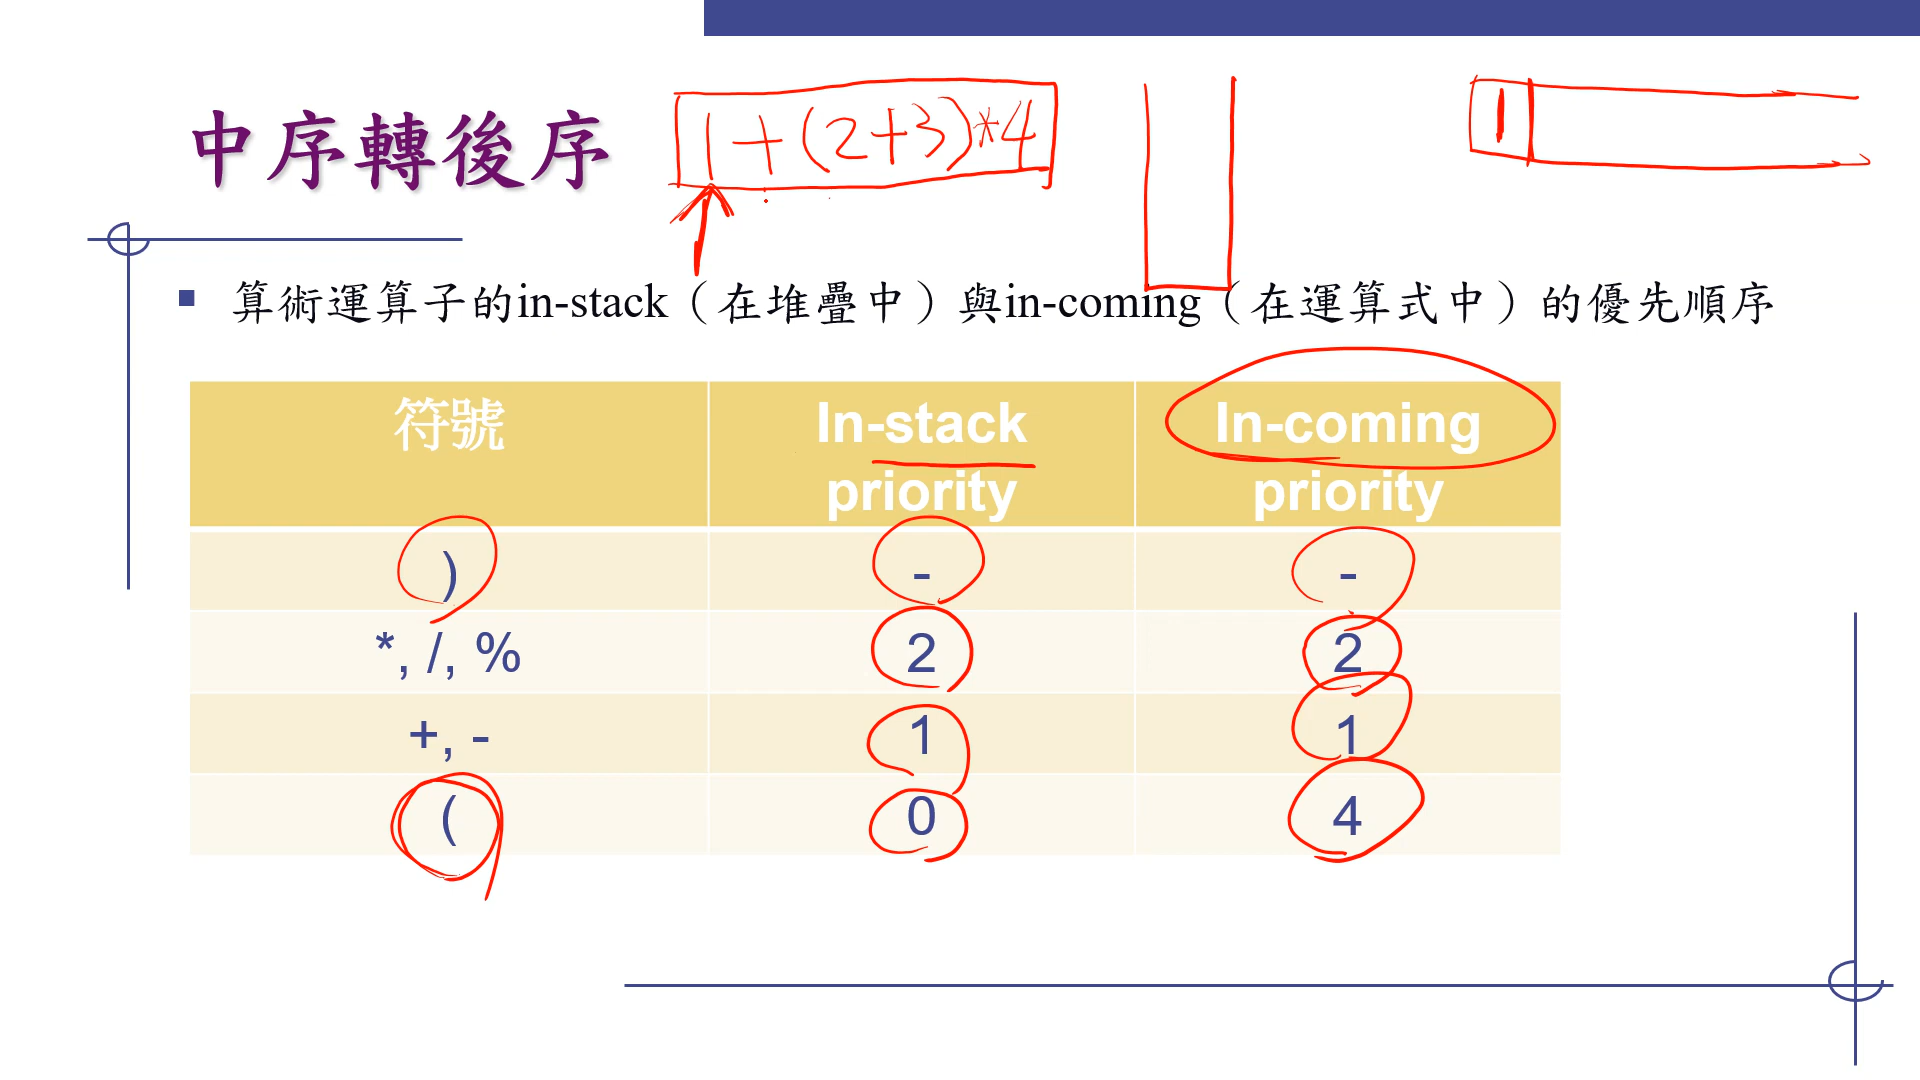 中序轉後序
1+(2+3)*4
1
算術運算子的in-stack（在堆疊中）與in-coming（在運算式中）的優先順序
符號 In-stack priority In-coming priority
) - -
*, /, % 2 2
+, - 1 1
( 0 4